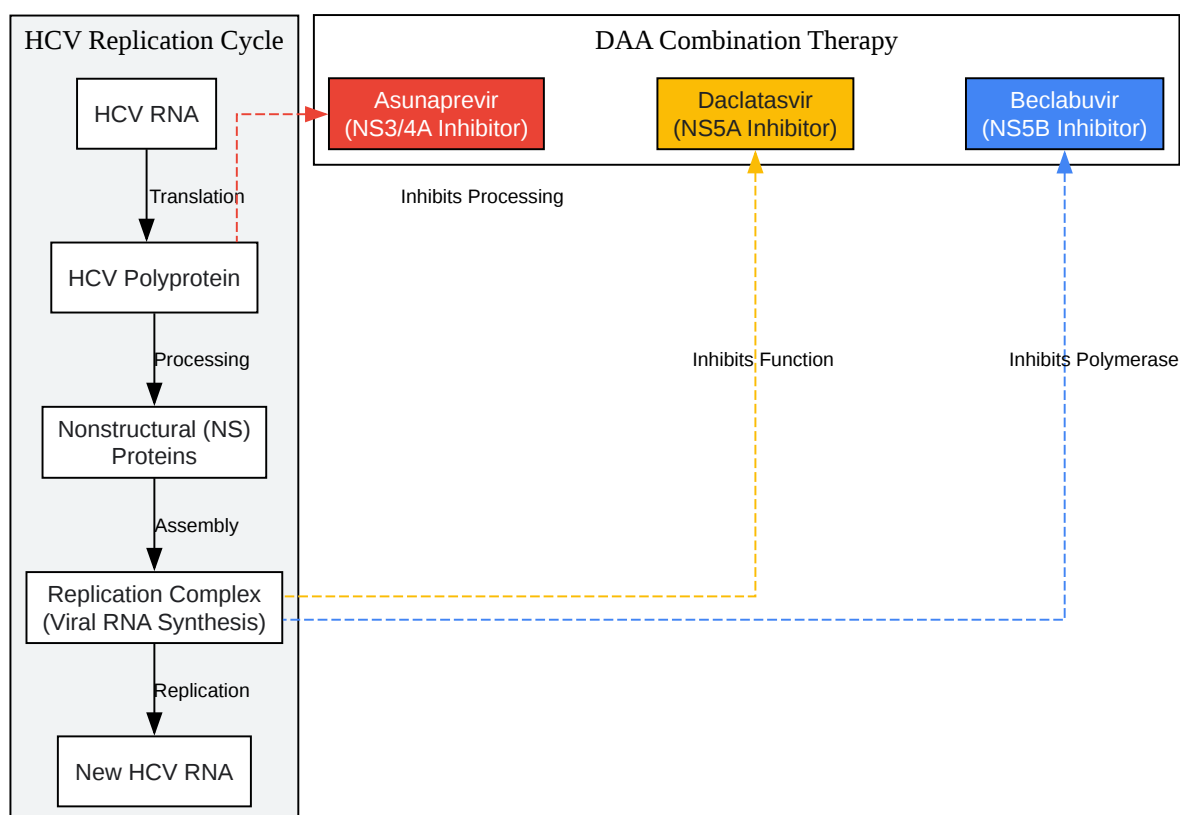 HCV Replication Cycle
DAA Combination Therapy
HCV RNA
Asunaprevir
(NS3/4A Inhibitor)
Daclatasvir
(NS5A Inhibitor)
Beclabuvir
(NS5B Inhibitor)
Translation
Inhibits Processing
HCV Polyprotein
Processing
Inhibits Function
Inhibits Polymerase
Nonstructural (NS)
Proteins
Assembly
Replication Complex
(Viral RNA Synthesis)
Replication
New HCV RNA